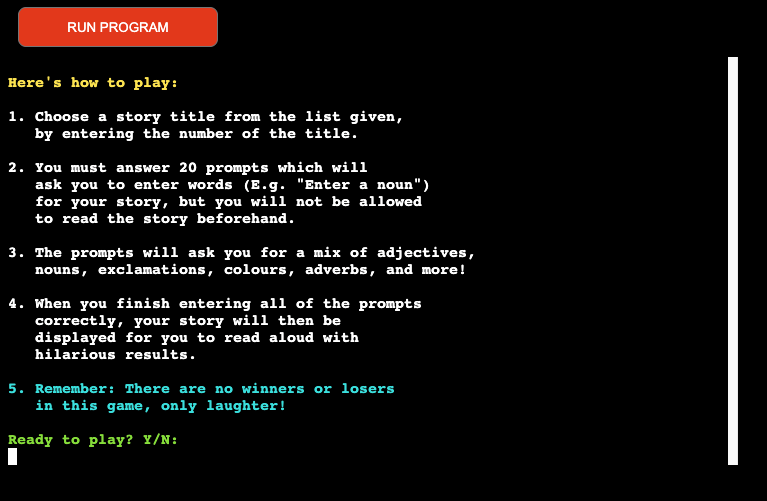 RUN PROGRAM
Here's how to play:
1. Choose a story title from the list given,
by entering the number of the title.
2. You must answer 20 prompts which will
ask you to enter words (E.g. "Enter a noun")
for your story, but you will not be allowed
to read the story beforehand.
3. The prompts will ask you for a mix of adjectives,
nouns, exclamations, colours, adverbs, and more!
4. When you finish entering all of the prompts
correctly, your story will then be
displayed for you to read aloud with
hilarious results.
5. Remember: There are no winners or losers
in this game, only laughter!
Ready to play? Y/N: